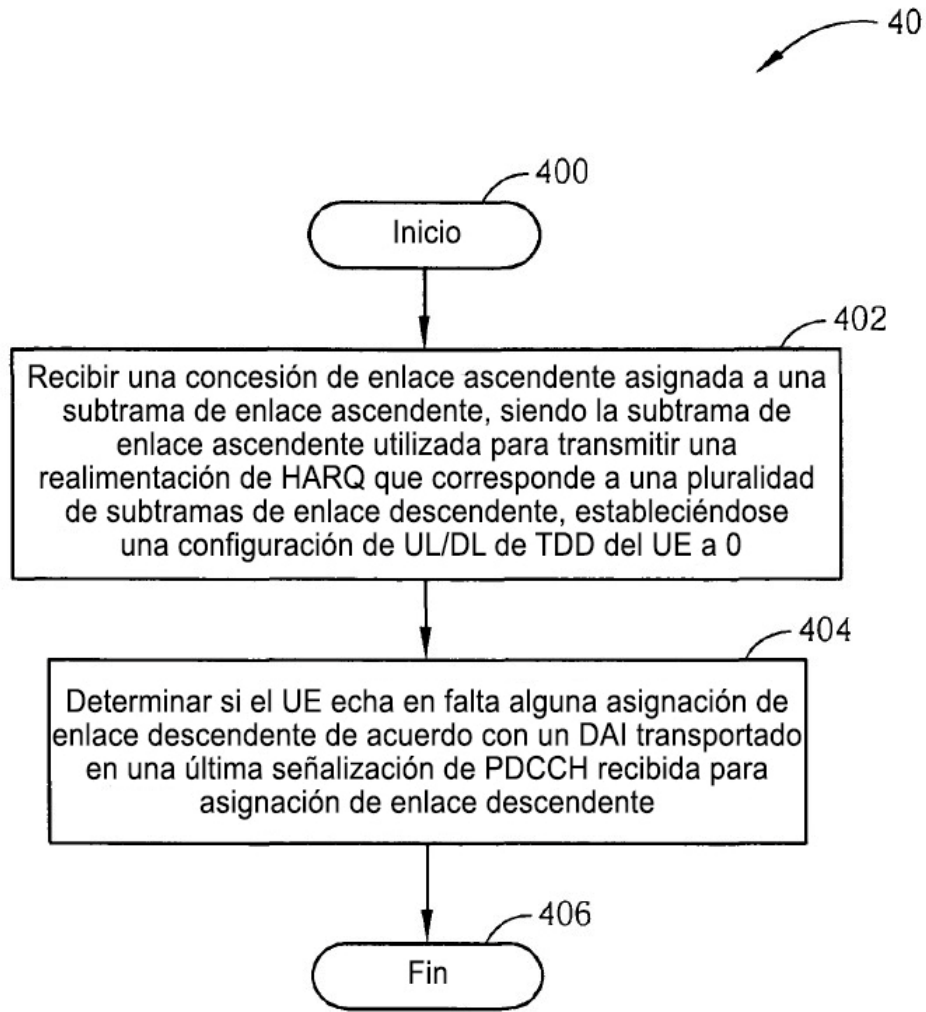 40
400
Inicio
402
Recibir una concesión de enlace ascendente asignada a una
subtrama de enlace ascendente, siendo la subtrama de
enlace ascendente utilizada para transmitir una
realimentación de HARQ que corresponde a una pluralidad
de subtramas de enlace descendente, estableciéndose
una configuración de UL/DL de TDD del UE a 0
404
Determinar si el UE echa en falta alguna asignación de
enlace descendente de acuerdo con un DAI transportado
en una última señalización de PDCCH recibida para
asignación de enlace descendente
406
Fin